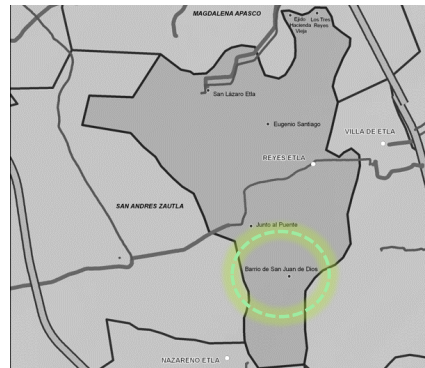 MAGDALENA APASCO
Ejido
Hacienda
Vieja
Los Tres
Reyes
San Lázaro Etla
Eugenio Santiago
VILLA DE ETLA
REYES ETLA
SAN ANDRES ZAUTLA
Junto al Puente
Barrio de San Juan de Dios
NAZARENO ETLA